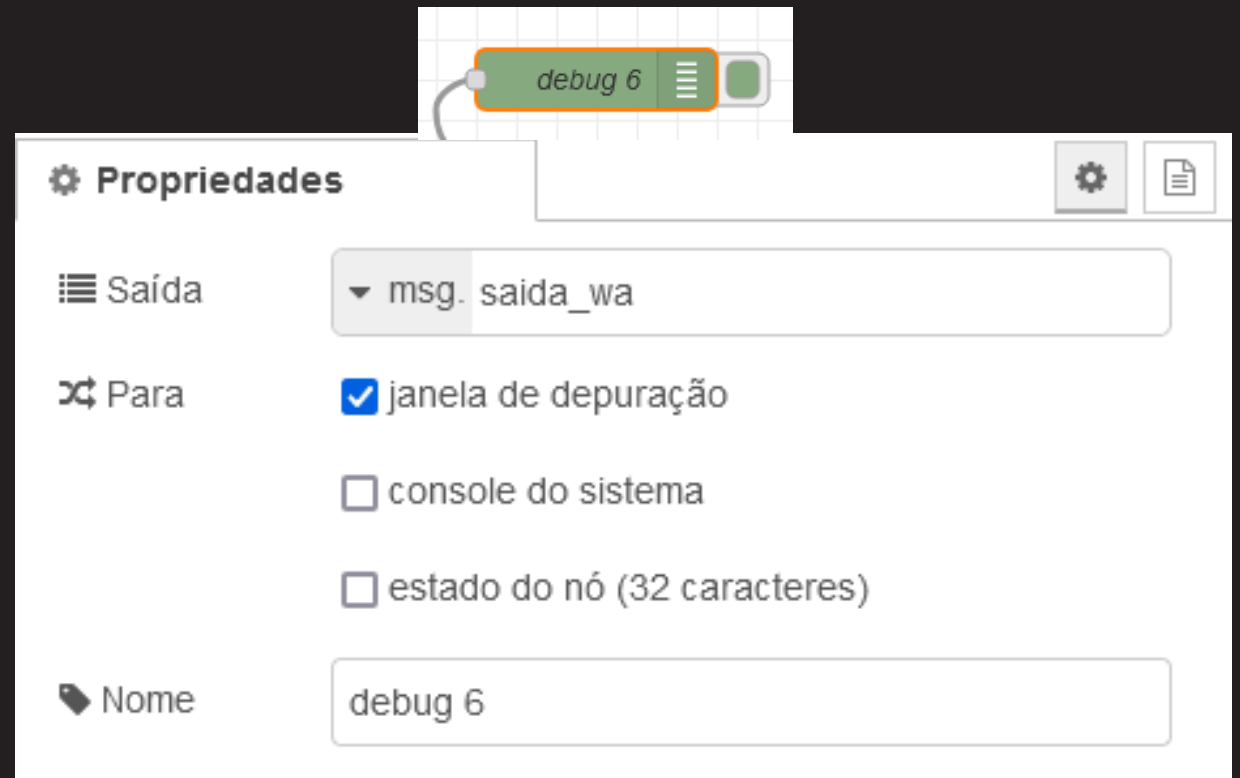 debug 6
Propriedades
Saída
msg. saida_wa
Para
janela de depuração
console do sistema
estado do nó (32 caracteres)
Nome
debug 6